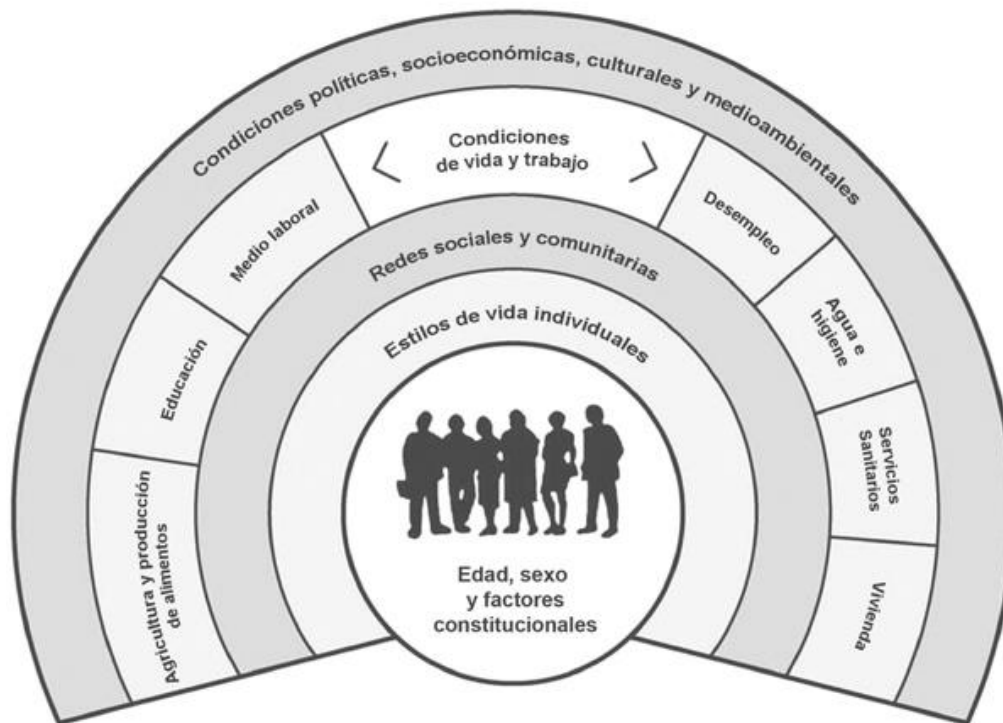 Condiciones políticas, socioeconómicas, culturales y medioambientales
Condiciones
de vida y trabajo
Agricultura y producción
de alimentos
Educación
Medio laboral
Desempleo
Agua e
higiene
Servicios
Sanitarios
Vivienda
Redes sociales y comunitarias
Estilos de vida individuales
Edad, sexo
y factores
constitucionales